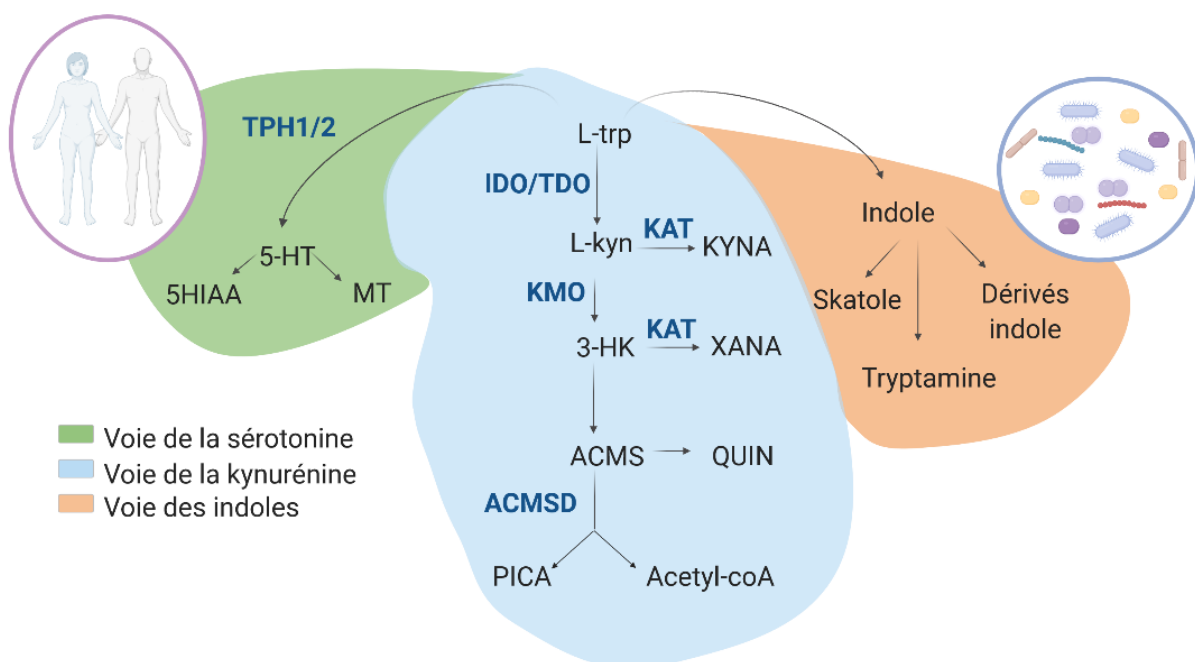 TPH1/2
L-trp
IDO/TDO
L-kyn
KAT
KYNA
KMO
3-HK
KAT
XANA
ACMS
QUIN
ACMSD
PICA
Acetyl-coA
5-HT
5HIAA
MT
Indole
Skatole
Dérivés
indole
Tryptamine
Voie de la sérotonine
Voie de la kynurénine
Voie des indoles